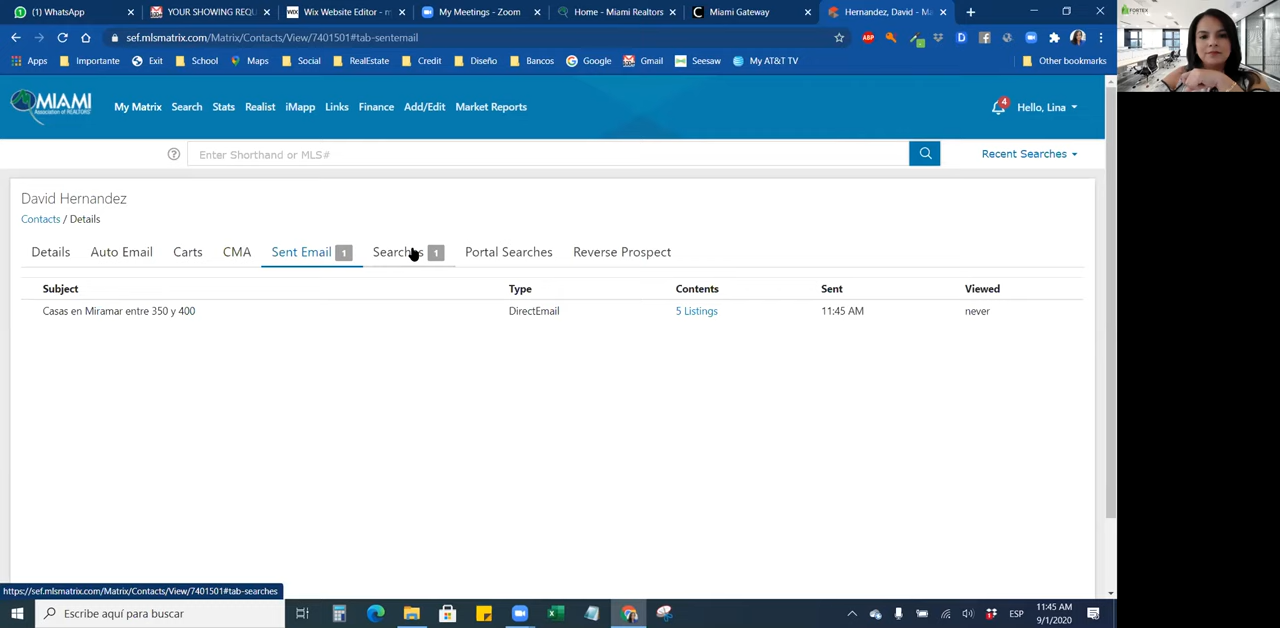 (1) WhatsApp
YOUR SHOWING REQU
Wix Website Editor - m
My Meetings - Zoom
Home - Miami Realtors
Miami Gateway
Hernandez, David - Ma
sef.mlsmatrix.com/Matrix/Contacts/View/7401501#tab-sentemail
Apps Importante Exit School Maps Social RealEstate Credit Diseño Bancos Google Gmail Seesaw My AT&T TV Other bookmarks
MIAMI
My Matrix Search Stats Realist iMapp Links Finance Add/Edit Market Reports
4 Hello, Lina
Enter Shorthand or MLS#
Recent Searches
David Hernandez
Contacts / Details
Details Auto Email Carts CMA Sent Email 1 Searches 1 Portal Searches Reverse Prospect
Subject Type Contents Sent Viewed
Casas en Miramar entre 350 y 400 DirectEmail 5 Listings 11:45 AM never
https://sef.mlsmatrix.com/Matrix/Contacts/View/7401501#tab-searches
Escribe aquí para buscar
ESP
11:45 AM
9/1/2020